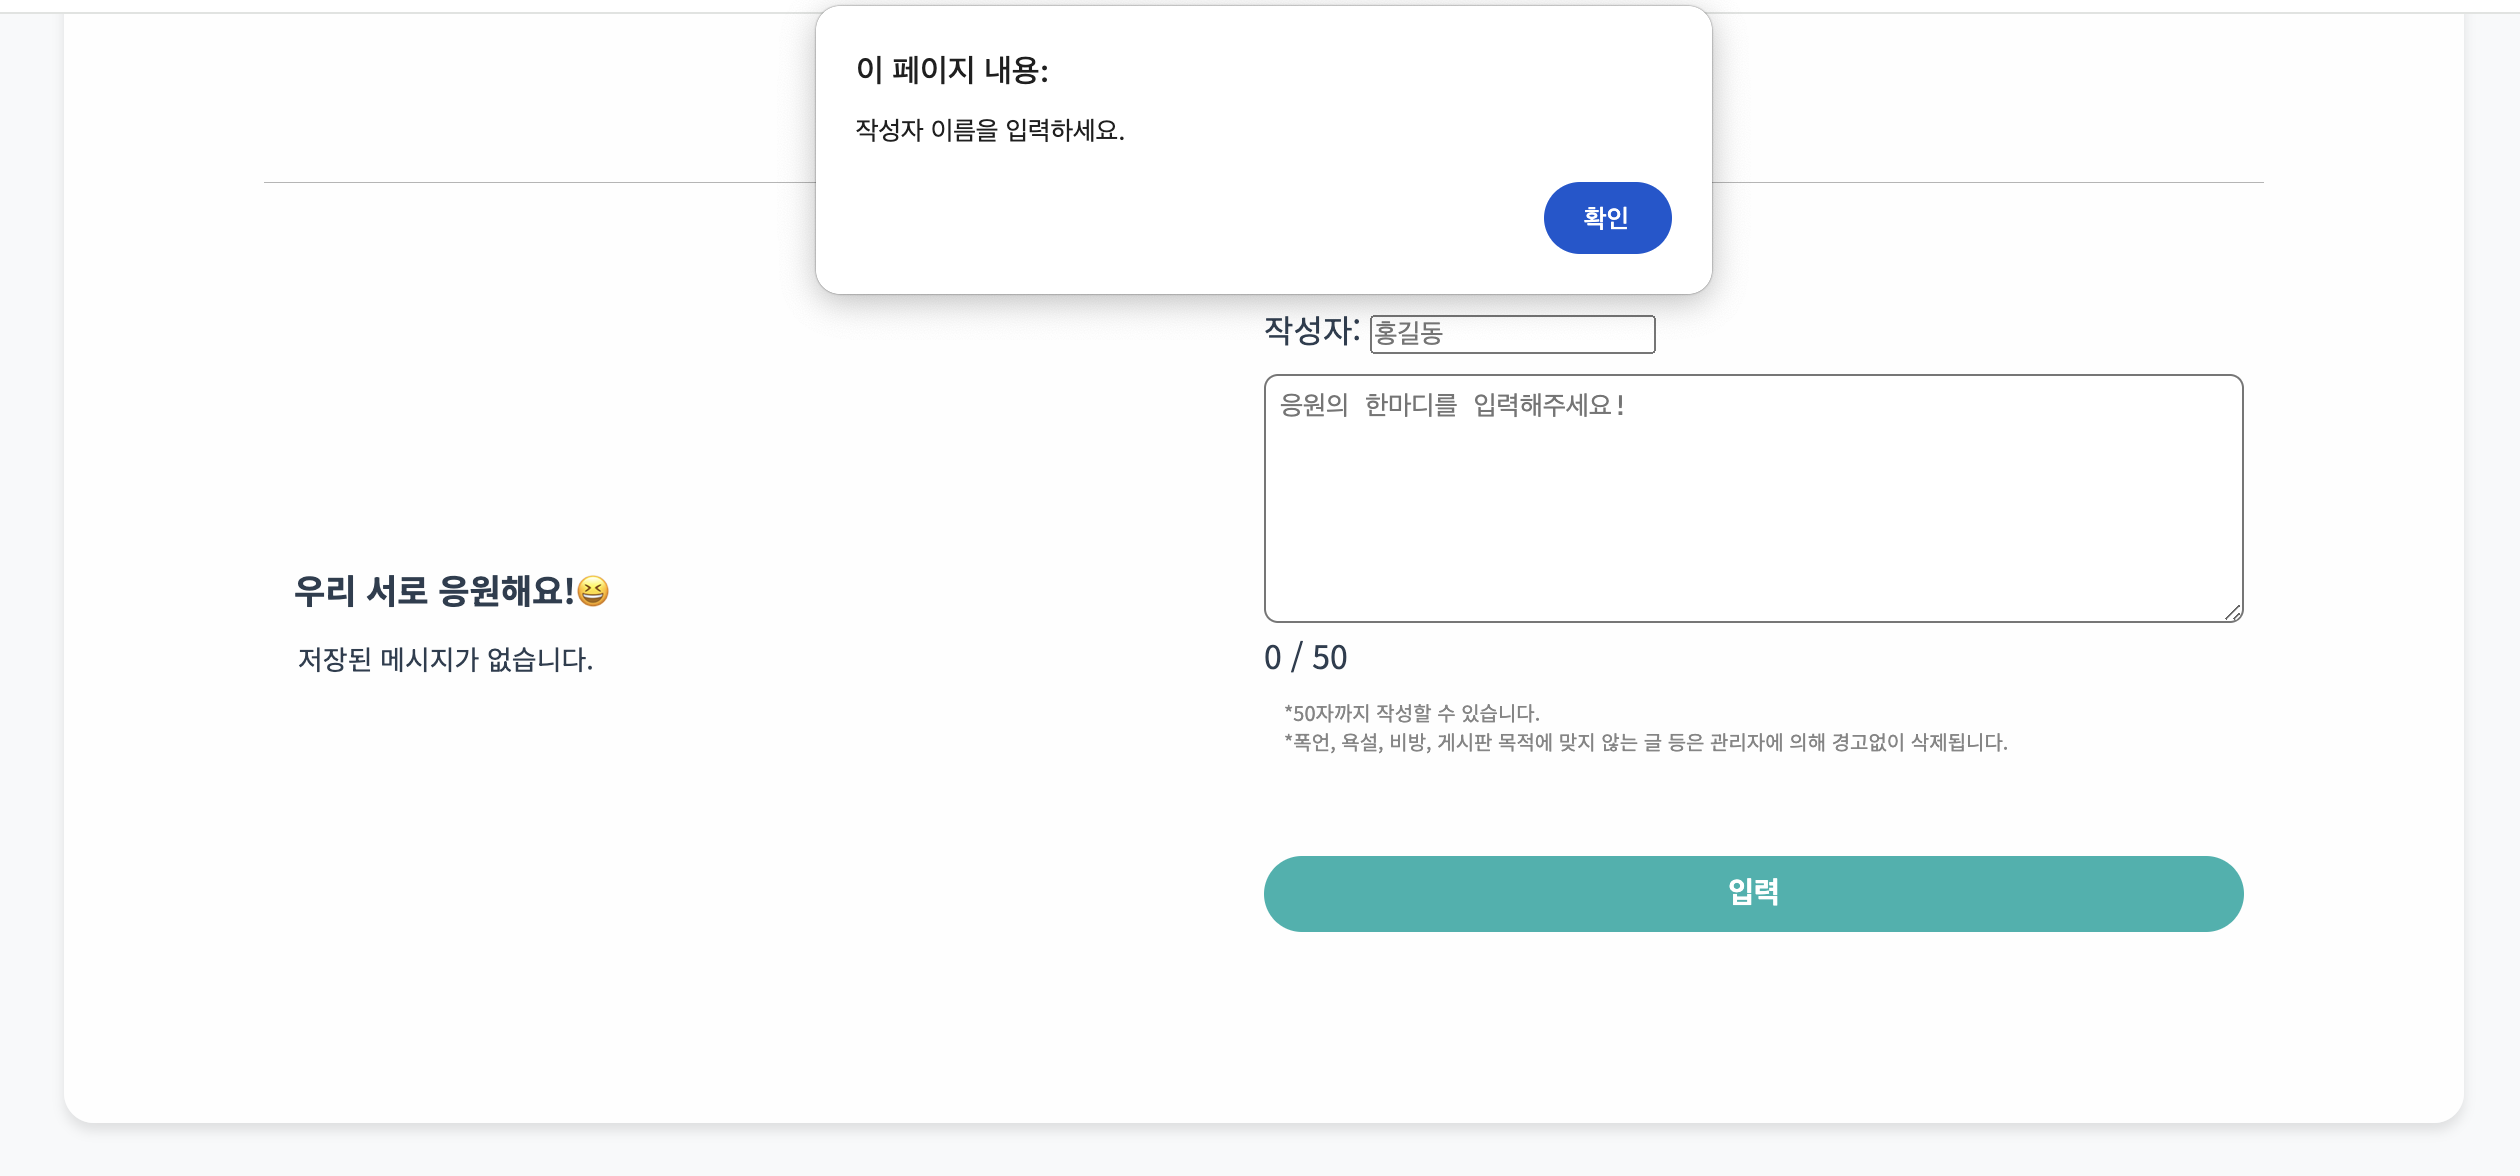 이 페이지 내용:
작성자 이름을 입력하세요.
확인
작성자: 홍길동
응원의 한마디를 입력해주세요!
우리 서로 응원해요!😆
저장된 메시지가 없습니다.
0 / 50
*50자까지 작성할 수 있습니다.
*폭언, 욕설, 비방, 게시판 목적에 맞지 않는 글 등은 관리자에 의해 경고없이 삭제됩니다.
입력